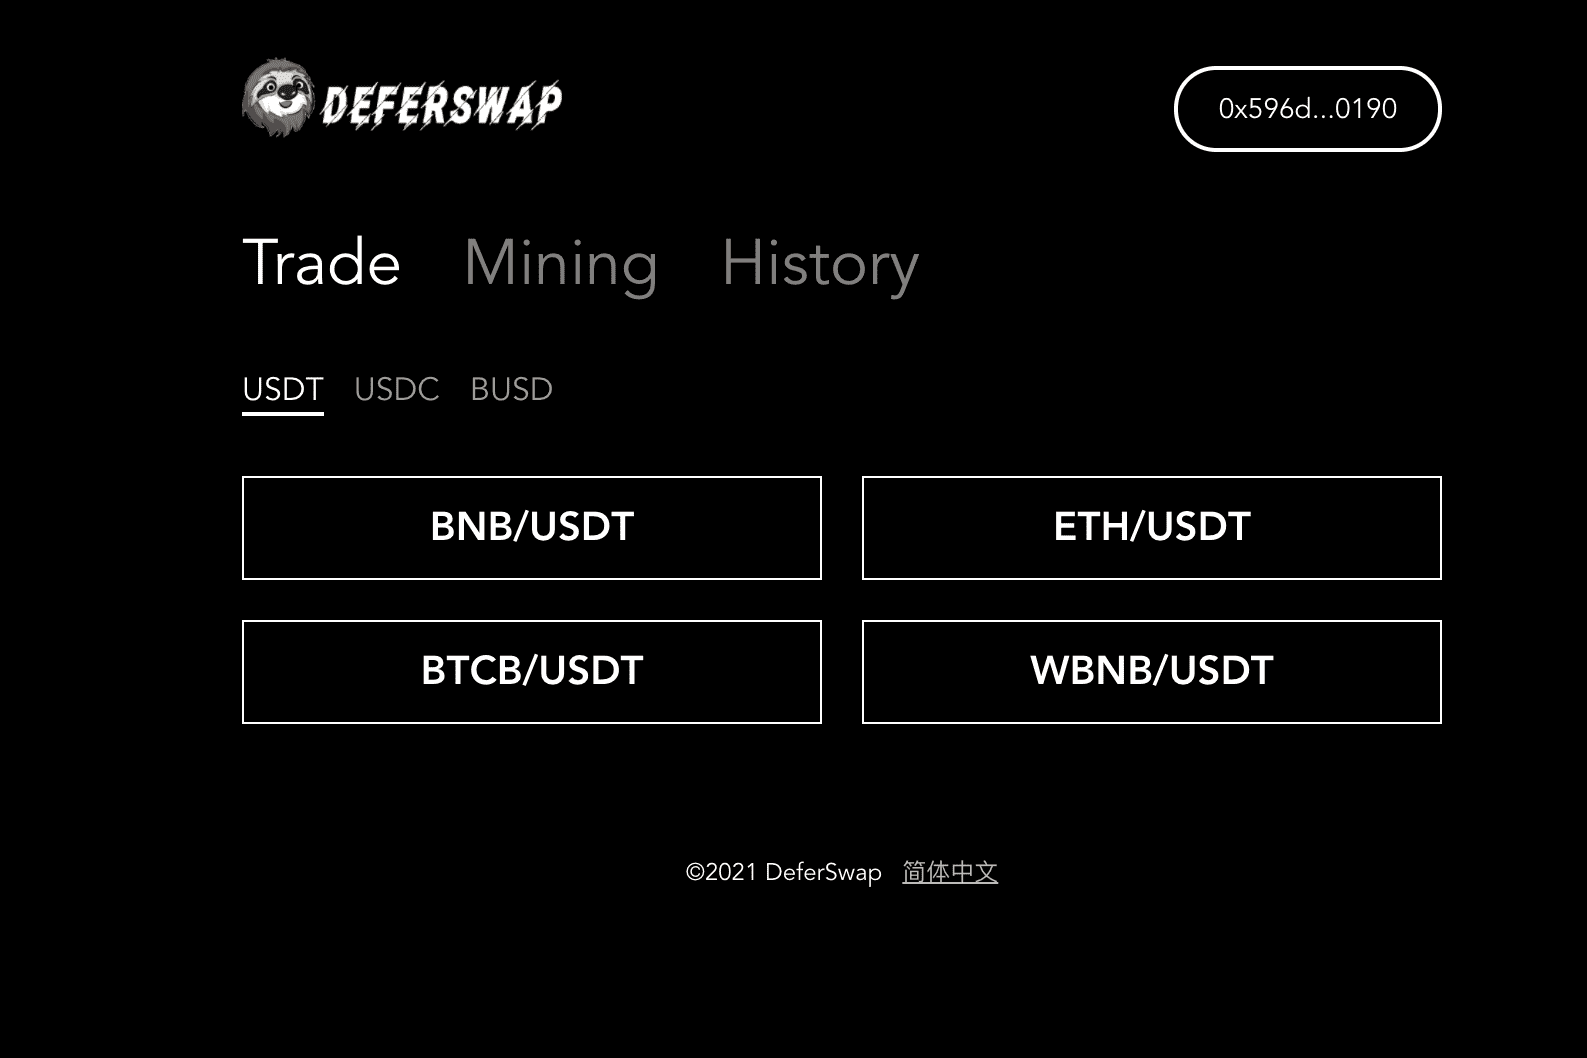 DEFERSWAP
0x596d...0190
Trade Mining History
USDT USDC BUSD
BNB/USDT ETH/USDT
BTCB/USDT WBNB/USDT
©2021 DeferSwap 简体中文